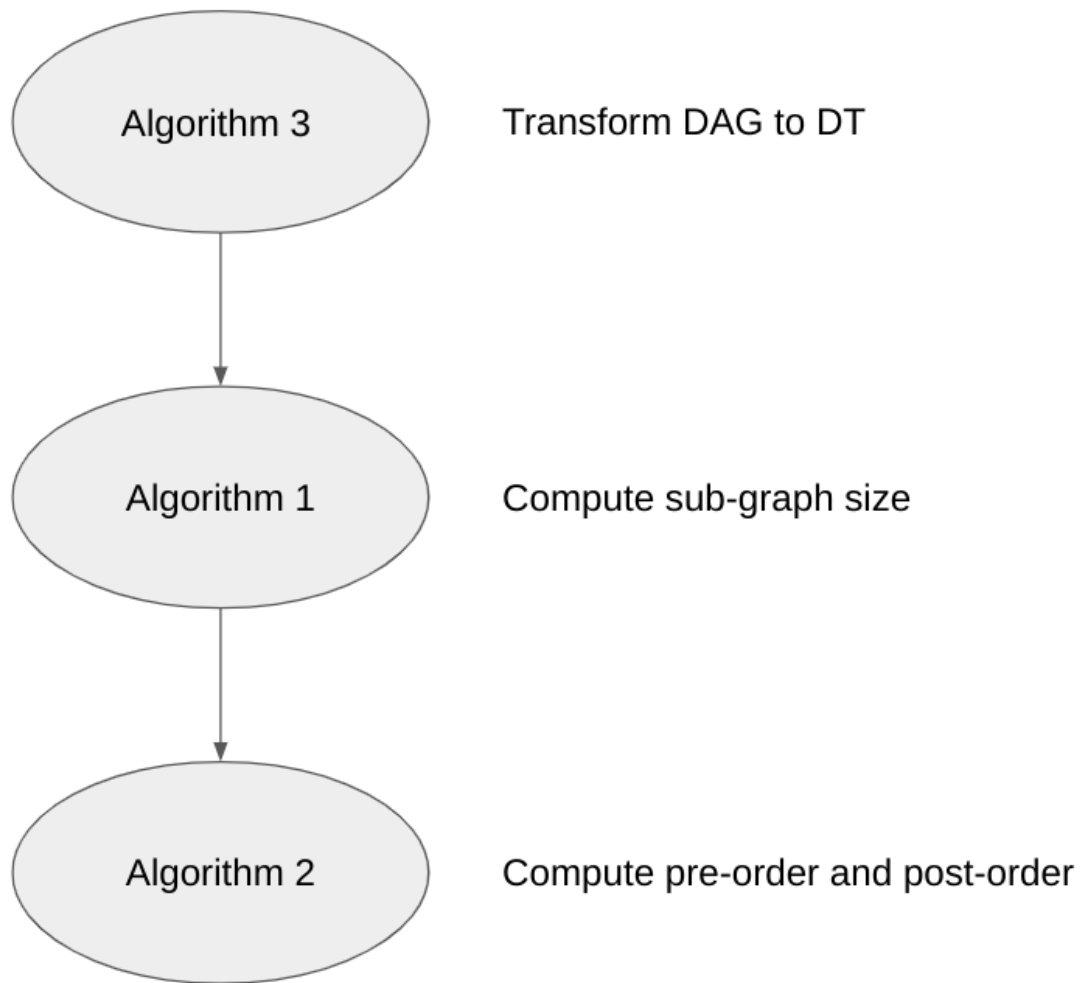 Algorithm 3
Transform DAG to DT
Algorithm 1
Compute sub-graph size
Algorithm 2
Compute pre-order and post-order